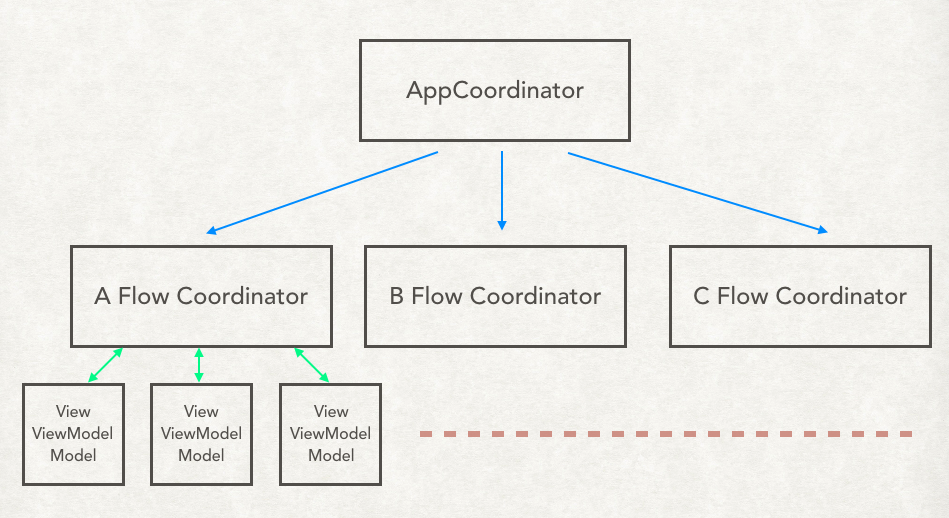 AppCoordinator
A Flow Coordinator
B Flow Coordinator
C Flow Coordinator
View
ViewModel
Model
View
ViewModel
Model
View
ViewModel
Model